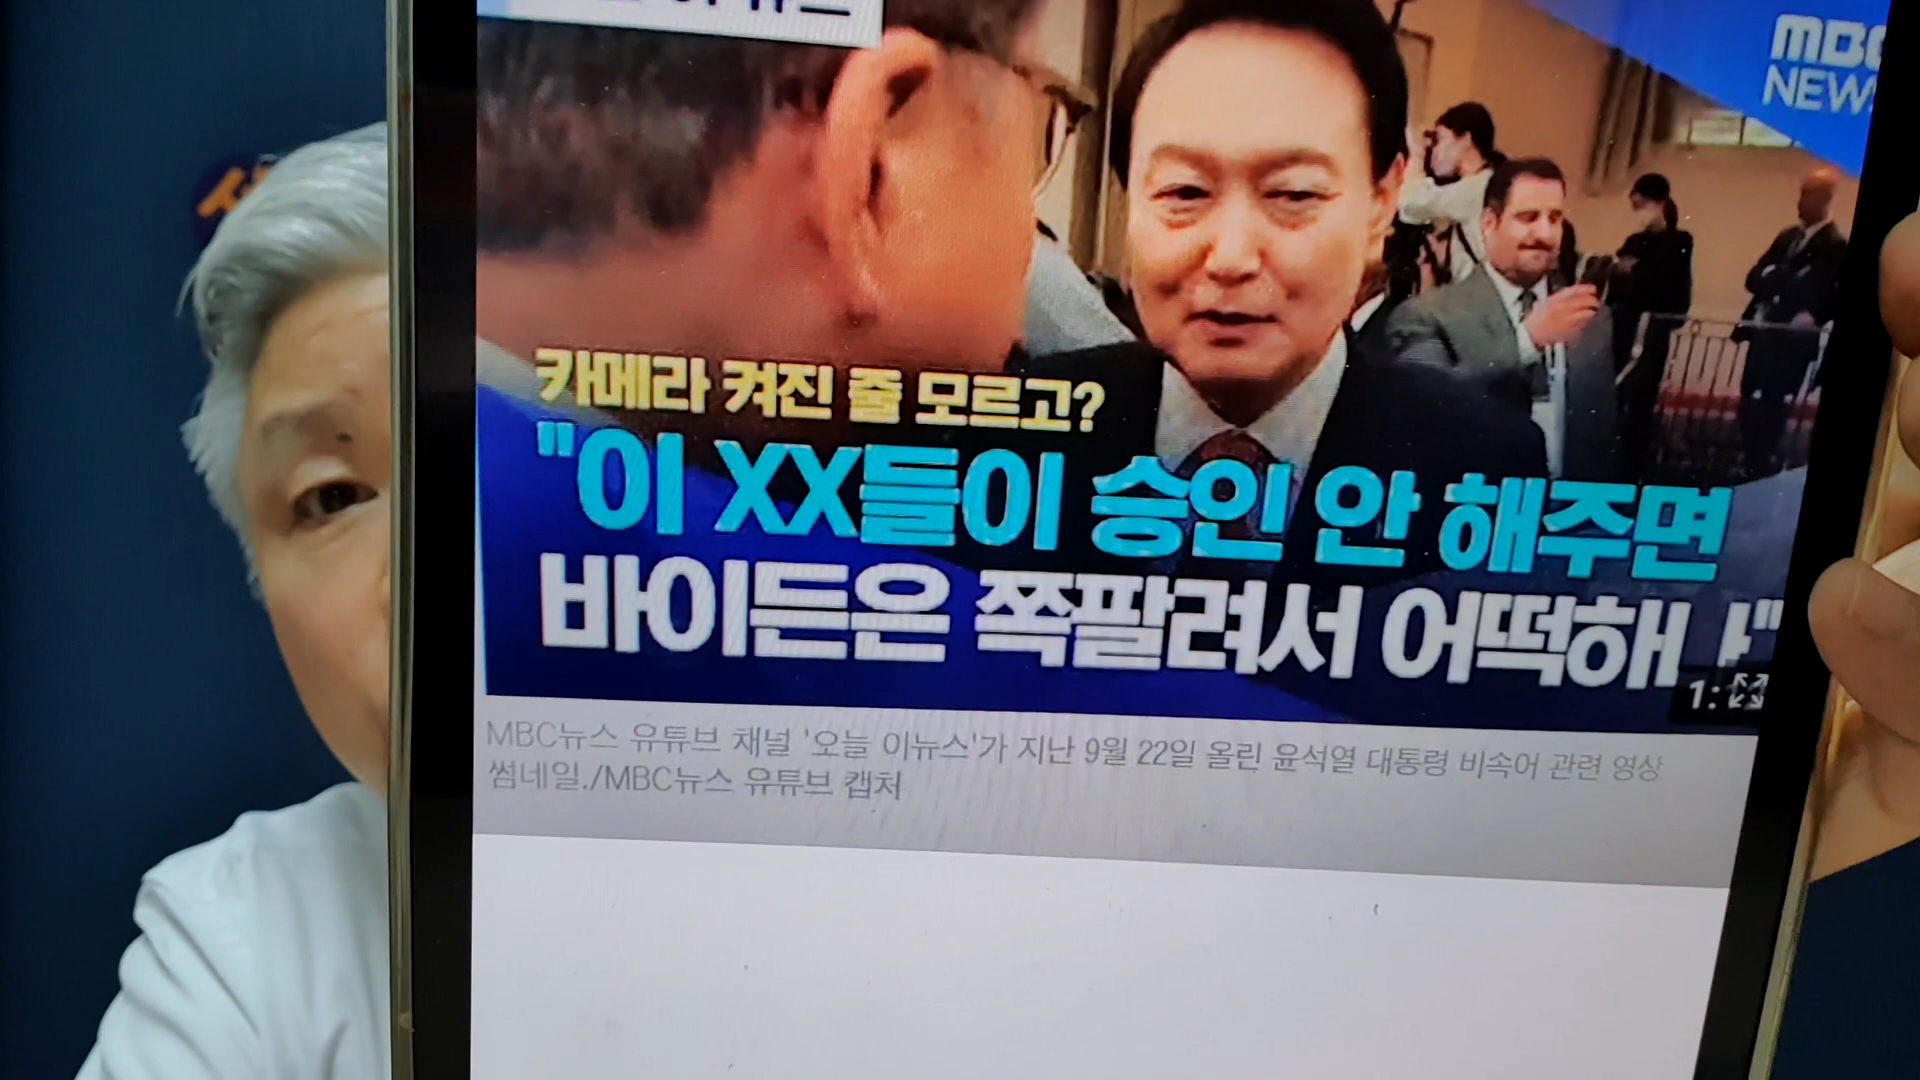 뉴스
MBC
NEWS
카메라 켜진 줄 모르고?
"이 XX들이 승인 안 해주면
바이든은 쪽팔려서 어떡해나"
1:
MBC뉴스 유튜브 채널 '오늘 이뉴스'가 지난 9월 22일 올린 윤석열 대통령 비속어 관련 영상
썸네일./MBC뉴스 유튜브 캡처